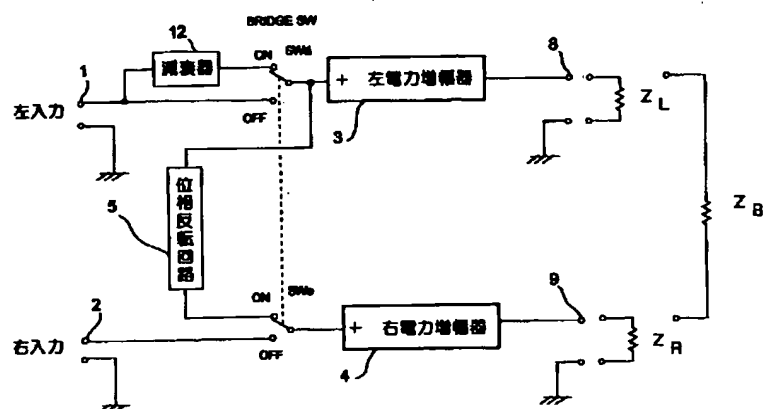 BRIDGE SW
12
ON
SWd
減衰器
1
左入力
OFF
+ 左電力増幅器
3
8
Z L
位相反転回路
5
Z B
ON
SWe
2
右入力
OFF
+ 右電力増幅器
4
9
Z R